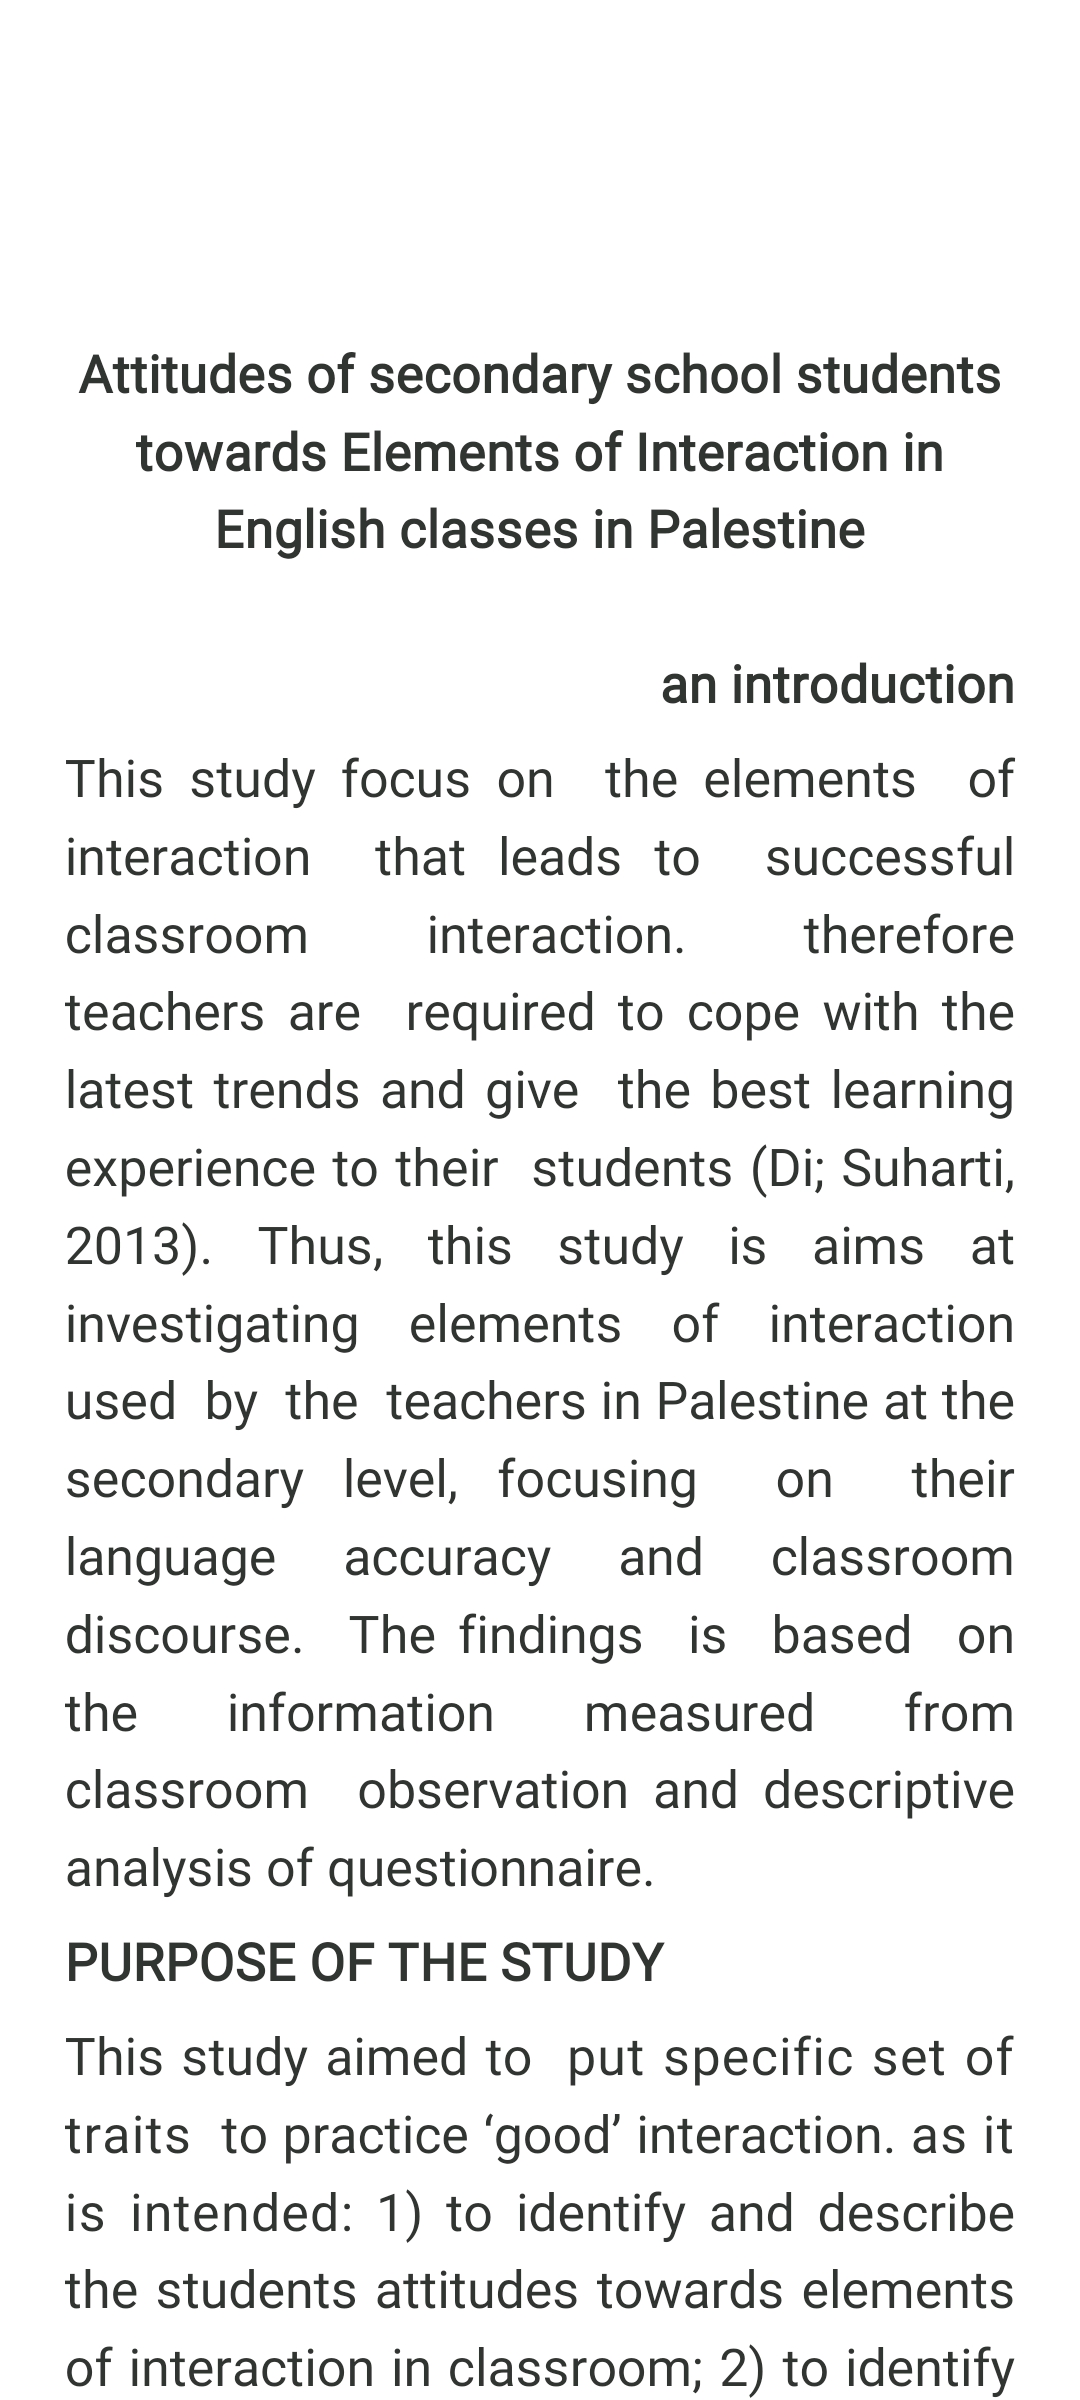 Attitudes of secondary school students
towards Elements of Interaction in
English classes in Palestine
an introduction
This study focus on the elements of
interaction that leads to successful
classroom interaction. therefore
teachers are required to cope with the
latest trends and give the best learning
experience to their students (Di; Suharti,
2013). Thus, this study is aims at
investigating elements of interaction
used by the teachers in Palestine at the
secondary level, focusing on their
language accuracy and classroom
discourse. The findings is based on
the information measured from
classroom observation and descriptive
analysis of questionnaire.
PURPOSE OF THE STUDY
This study aimed to put specific set of
traits to practice ‘good’ interaction. as it
is intended: 1) to identify and describe
the students attitudes towards elements
of interaction in classroom; 2) to identify